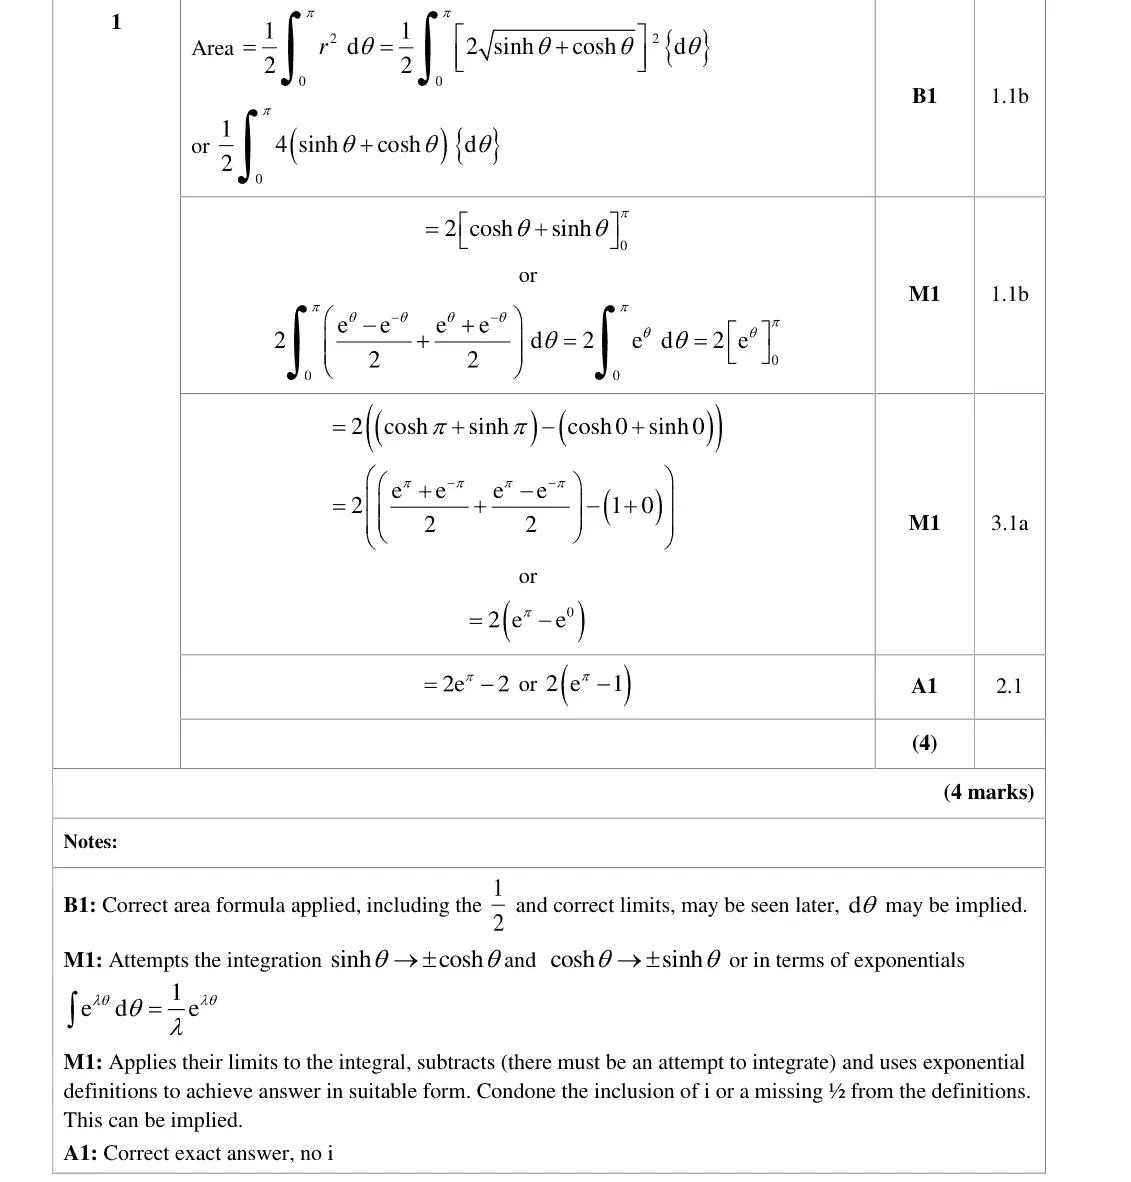 1
Area = 1/2 ∫₀^π r² dθ = 1/2 ∫₀^π [2√(sinh θ + cosh θ)]² {dθ}
or 1/2 ∫₀^π 4(sinh θ + cosh θ) {dθ}
B1 1.1b
= 2[cosh θ + sinh θ]₀^π
or
2 ∫₀^π ((e^θ − e^−θ)/2 + (e^θ + e^−θ)/2) dθ = 2 ∫₀^π e^θ dθ = 2[e^θ]₀^π
M1 1.1b
= 2((cosh π + sinh π) − (cosh 0 + sinh 0))
= 2(((e^π + e^−π)/2 + (e^π − e^−π)/2) − (1 + 0))
or
= 2(e^π − e^0)
M1 3.1a
= 2e^π − 2 or 2(e^π − 1)
A1 2.1
(4)
(4 marks)
Notes:
B1: Correct area formula applied, including the 1/2 and correct limits, may be seen later, dθ may be implied.
M1: Attempts the integration sinh θ → ±cosh θ and cosh θ → ±sinh θ or in terms of exponentials
∫e^λθ dθ = 1/λ e^λθ
M1: Applies their limits to the integral, subtracts (there must be an attempt to integrate) and uses exponential
definitions to achieve answer in suitable form. Condone the inclusion of i or a missing ½ from the definitions.
This can be implied.
A1: Correct exact answer, no i